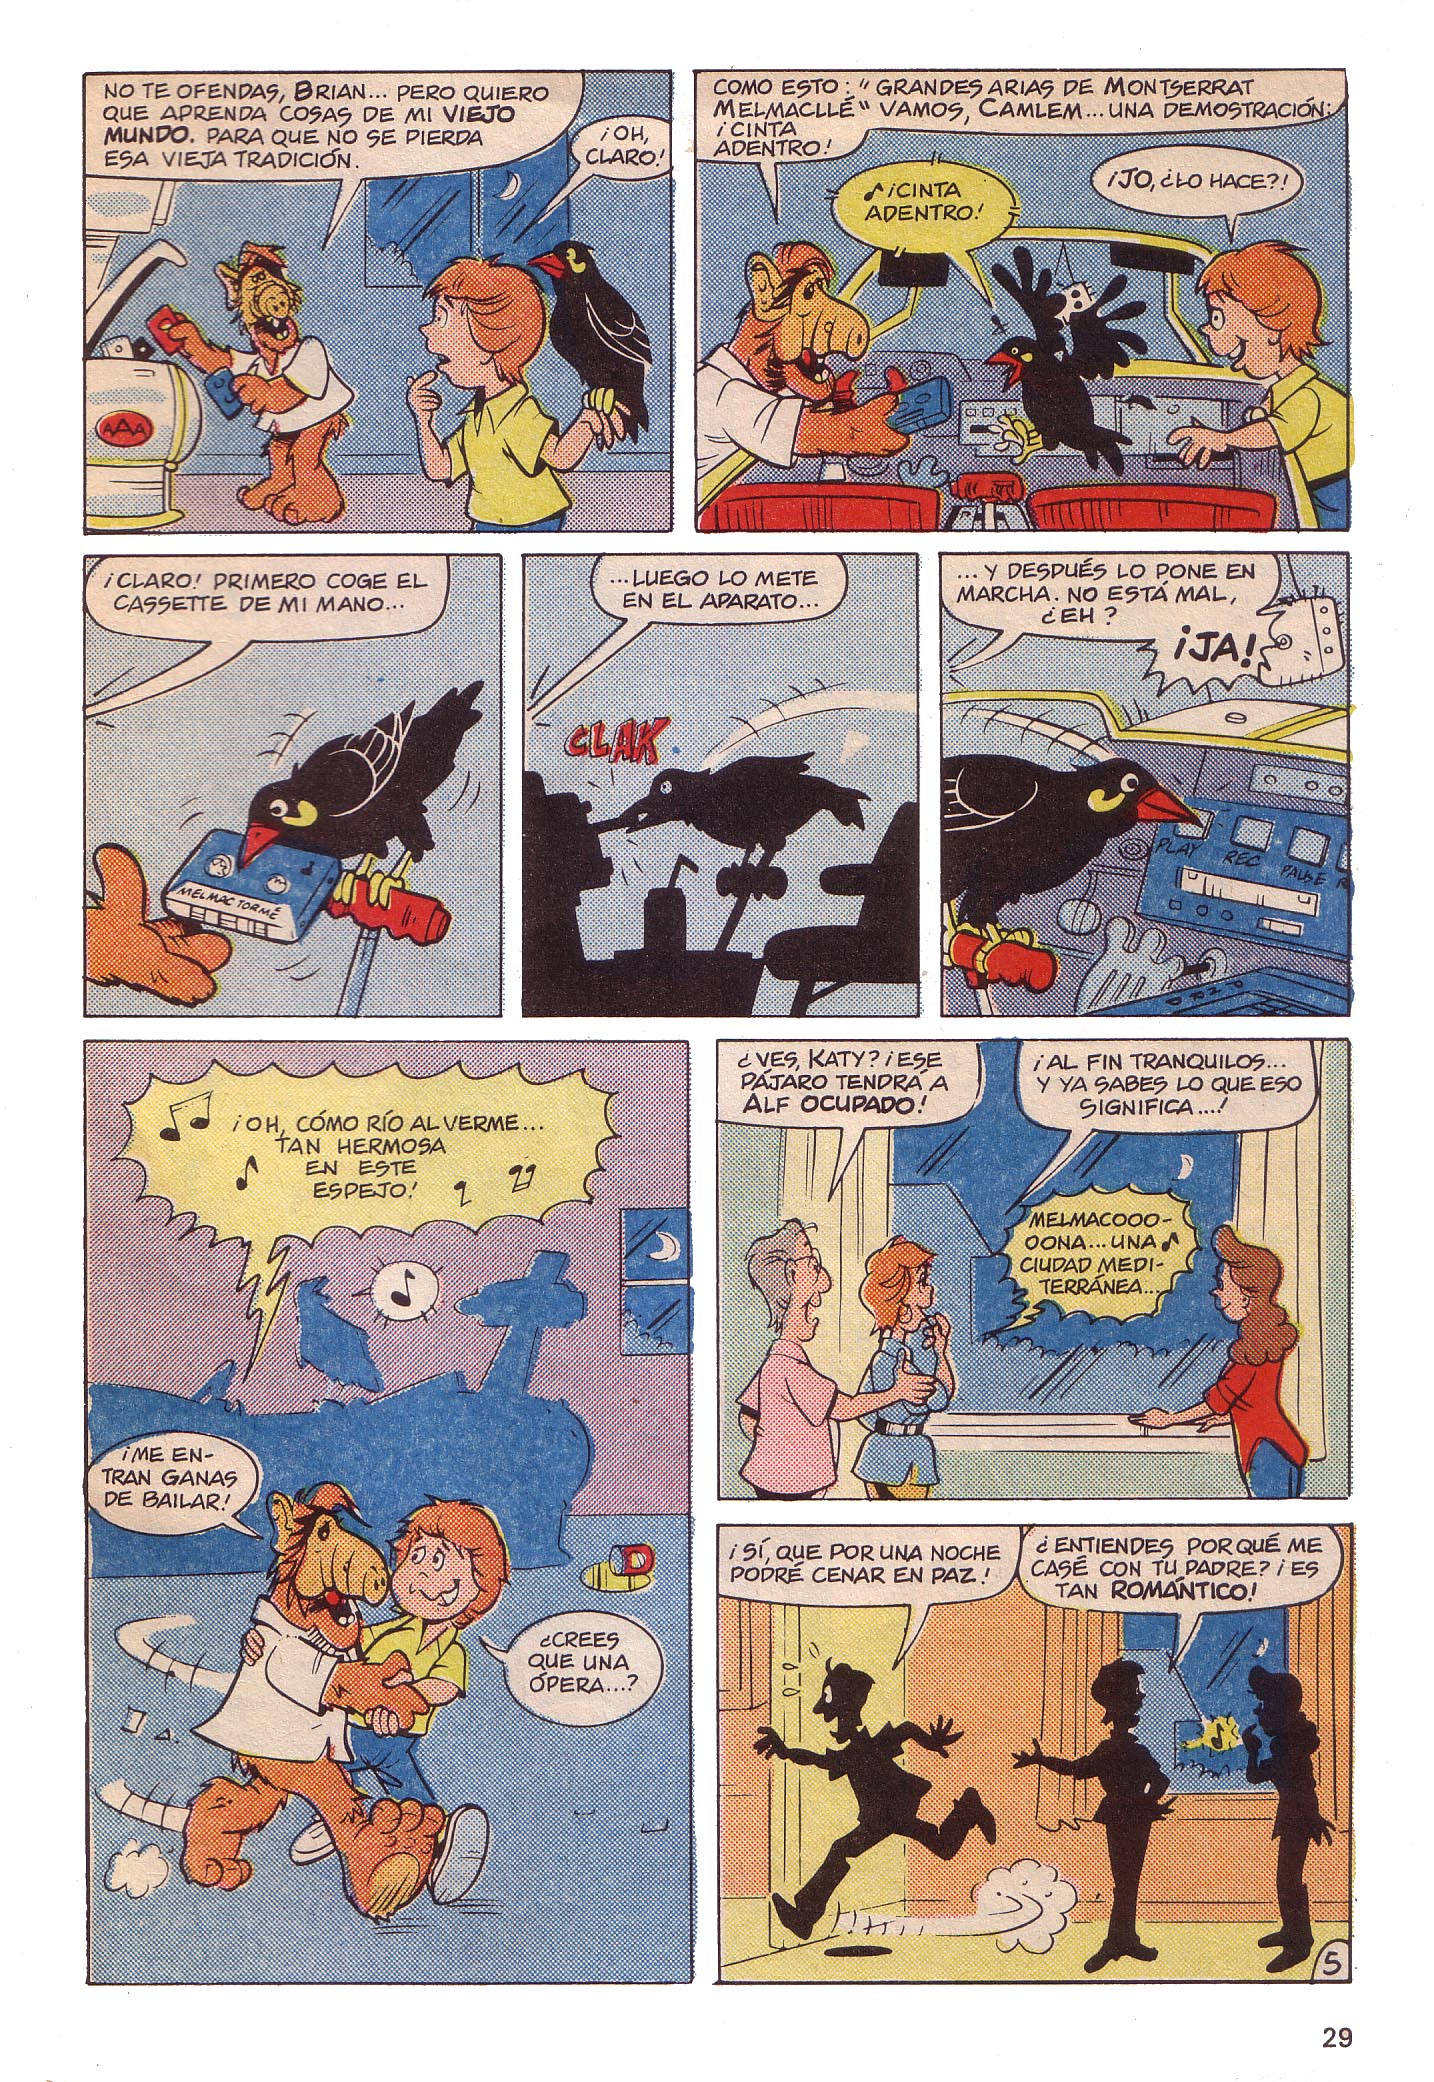 NO TE OFENDAS, BRIAN... PERO QUIERO
QUE APRENDA COSAS DE MI VIEJO
MUNDO. PARA QUE NO SE PIERDA
ESA VIEJA TRADICIÓN.
¡OH,
CLARO!
AAA
COMO ESTO: "GRANDES ARIAS DE MONTSERRAT
MELMACLLÉ" VAMOS, CAMLEM... UNA DEMOSTRACIÓN:
¡CINTA
ADENTRO!
♪¡CINTA
ADENTRO!
¡JO, ¿LO HACE?!
¡CLARO! PRIMERO COGE EL
CASSETTE DE MI MANO...
MELMAC TORMÉ
...LUEGO LO METE
EN EL APARATO...
CLAK
...Y DESPUÉS LO PONE EN
MARCHA. NO ESTÁ MAL,
¿EH?
¡JA!
PLAY REC PAUSE R
¡OH, CÓMO RÍO AL VERME...
TAN HERMOSA
EN ESTE
ESPEJO!
¡ME EN-
TRAN GANAS
DE BAILAR!
¿CREES
QUE UNA
ÓPERA...?
¿VES, KATY? ¡ESE
PÁJARO TENDRÁ A
ALF OCUPADO!
¡AL FIN TRANQUILOS...
Y YA SABES LO QUE ESO
SIGNIFICA...!
MELMACOOO-
OONA... UNA ♪
CIUDAD MEDI-
TERRÁNEA...
¡SÍ, QUE POR UNA NOCHE
PODRÉ CENAR EN PAZ!
¿ENTIENDES POR QUÉ ME
CASÉ CON TU PADRE? ¡ES
TAN ROMÁNTICO!
5
29